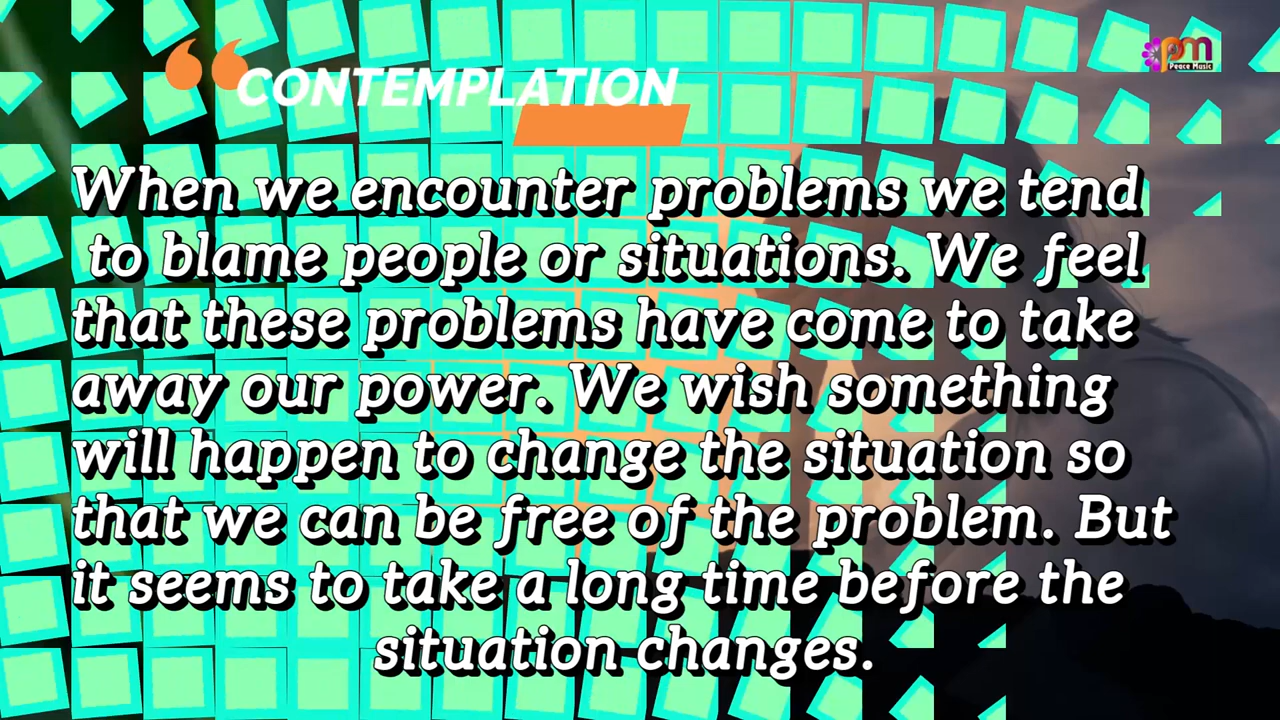 CONTEMPLATION
pm
Peace Music
When we encounter problems we tend
to blame people or situations. We feel
that these problems have come to take
away our power. We wish something
will happen to change the situation so
that we can be free of the problem. But
it seems to take a long time before the
situation changes.